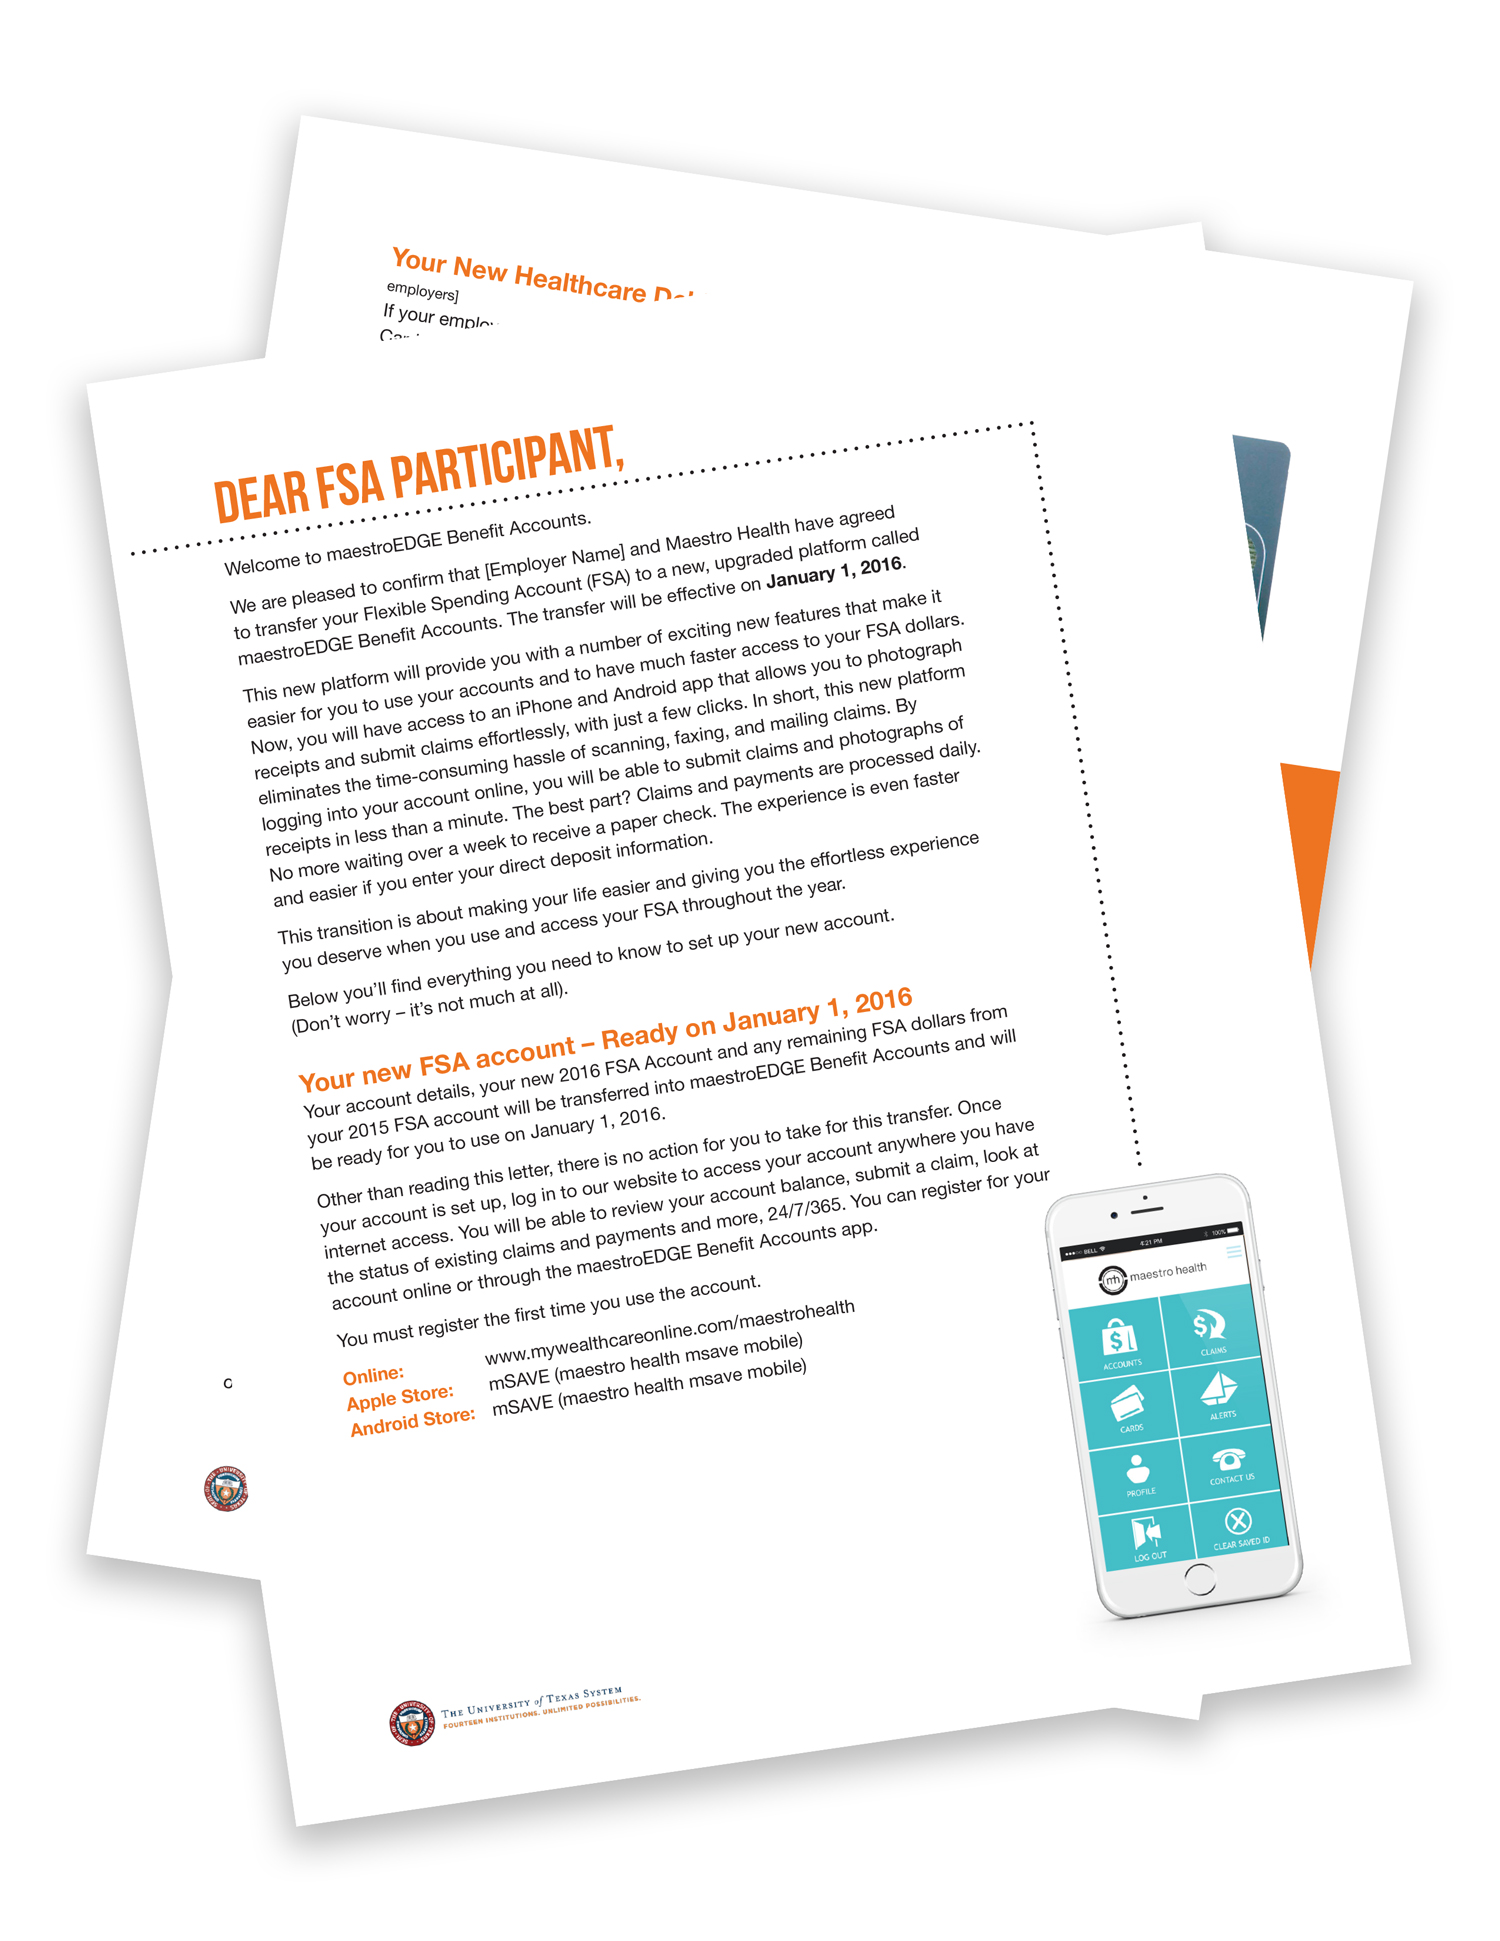 Your New Healthcare
employers]
If your
DEAR FSA PARTICIPANT,
Welcome to maestroEDGE Benefit Accounts.
We are pleased to confirm that [Employer Name] and Maestro Health have agreed
to transfer your Flexible Spending Account (FSA) to a new, upgraded platform called
maestroEDGE Benefit Accounts. The transfer will be effective on January 1, 2016.
This new platform will provide you with a number of exciting new features that make it
easier for you to use your accounts and to have much faster access to your FSA dollars.
Now, you will have access to an iPhone and Android app that allows you to photograph
receipts and submit claims effortlessly, with just a few clicks. In short, this new platform
eliminates the time-consuming hassle of scanning, faxing, and mailing claims. By
logging into your account online, you will be able to submit claims and photographs of
receipts in less than a minute. The best part? Claims and payments are processed daily.
No more waiting over a week to receive a paper check. The experience is even faster
and easier if you enter your direct deposit information.
This transition is about making your life easier and giving you the effortless experience
you deserve when you use and access your FSA throughout the year.
Below you'll find everything you need to know to set up your new account.
(Don't worry – it's not much at all).
Your new FSA account – Ready on January 1, 2016
Your account details, your new 2016 FSA Account and any remaining FSA dollars from
your 2015 FSA account will be transferred into maestroEDGE Benefit Accounts and will
be ready for you to use on January 1, 2016.
Other than reading this letter, there is no action for you to take for this transfer. Once
your account is set up, log in to our website to access your account anywhere you have
internet access. You will be able to review your account balance, submit a claim, look at
the status of existing claims and payments and more, 24/7/365. You can register for your
account online or through the maestroEDGE Benefit Accounts app.
You must register the first time you use the account.
Online: www.mywealthcareonline.com/maestrohealth
Apple Store: mSAVE (maestro health msave mobile)
Android Store: mSAVE (maestro health msave mobile)
BELL 4:21 PM 100%
mh maestro health
ACCOUNTS CLAIMS
CARDS ALERTS
PROFILE CONTACT US
LOG OUT CLEAR SAVED ID
THE UNIVERSITY of TEXAS SYSTEM
FOURTEEN INSTITUTIONS. UNLIMITED POSSIBILITIES.